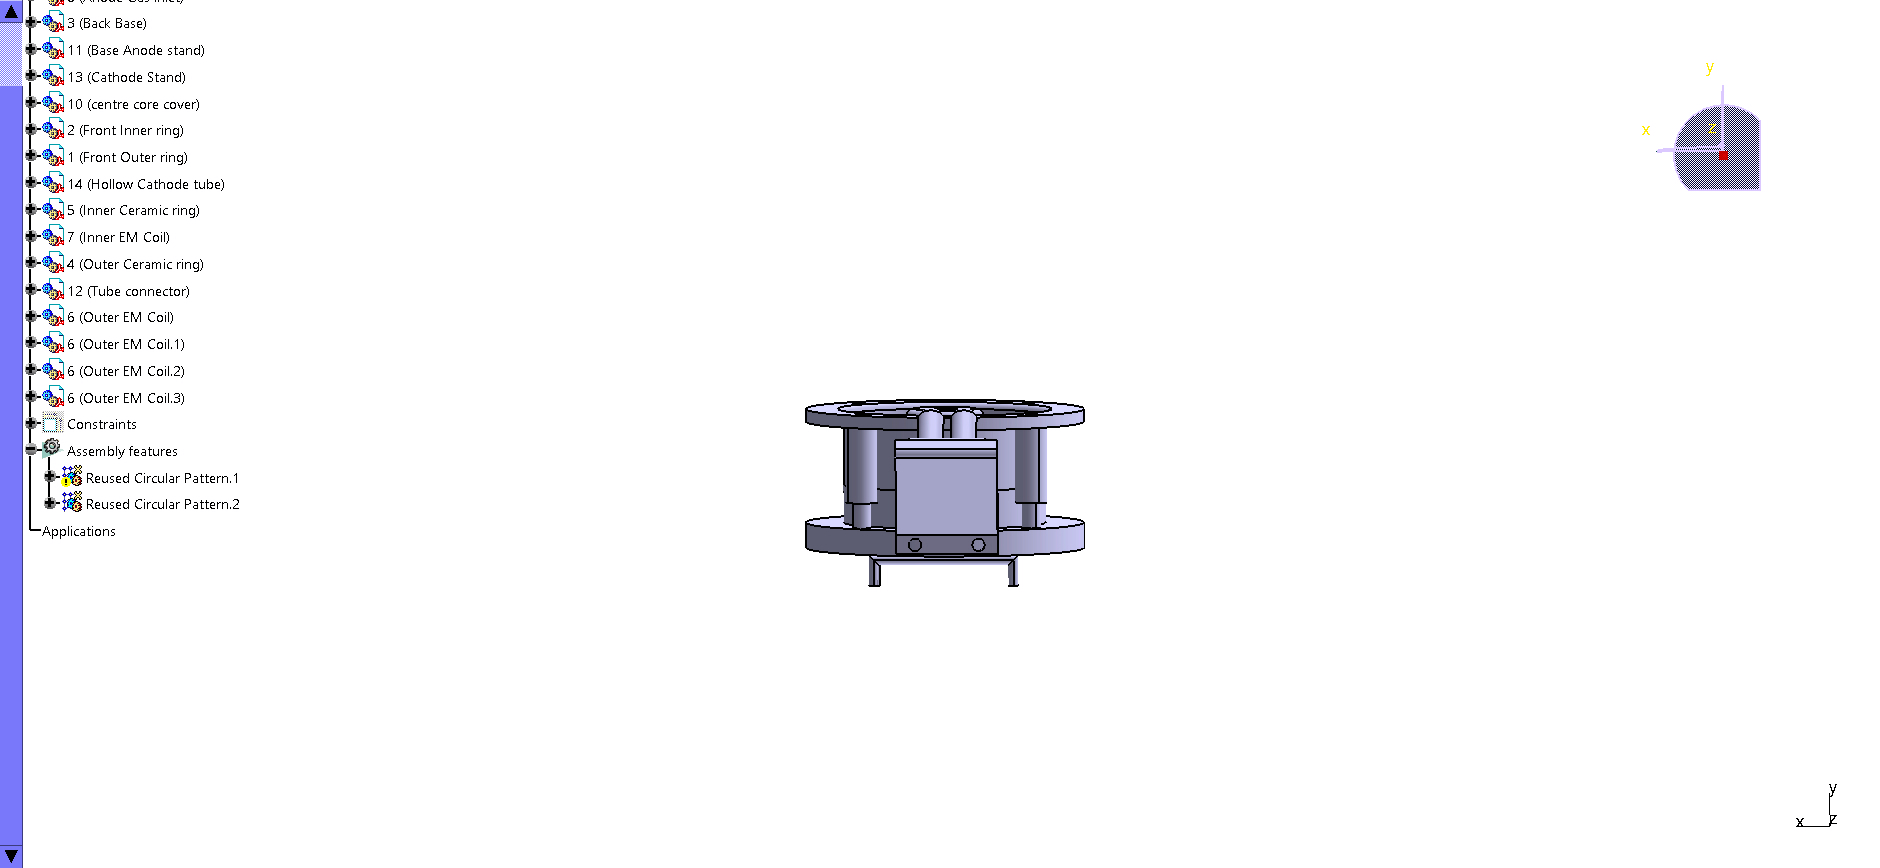 3 (Back Base)
11 (Base Anode stand)
13 (Cathode Stand)
10 (centre core cover)
2 (Front Inner ring)
1 (Front Outer ring)
14 (Hollow Cathode tube)
5 (Inner Ceramic ring)
7 (Inner EM Coil)
4 (Outer Ceramic ring)
12 (Tube connector)
6 (Outer EM Coil)
6 (Outer EM Coil.1)
6 (Outer EM Coil.2)
6 (Outer EM Coil.3)
Constraints
Assembly features
Reused Circular Pattern.1
Reused Circular Pattern.2
Applications
y
x
z
y
x
z